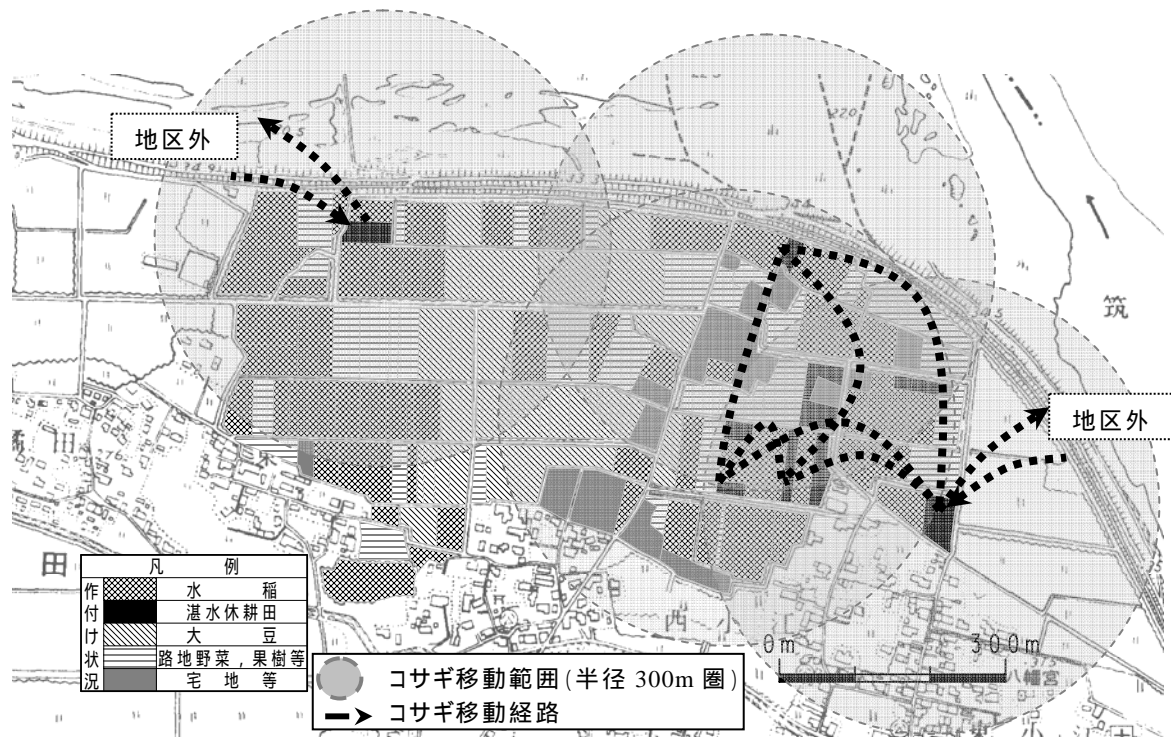 地区外
地区外
筑
田
西
0m 300m
八幡宮
凡 例
作付け状況
水 稲
湛水休耕田
大 豆
路地野菜，果樹等
宅 地 等
コサギ移動範囲(半径 300m 圏)
コサギ移動経路